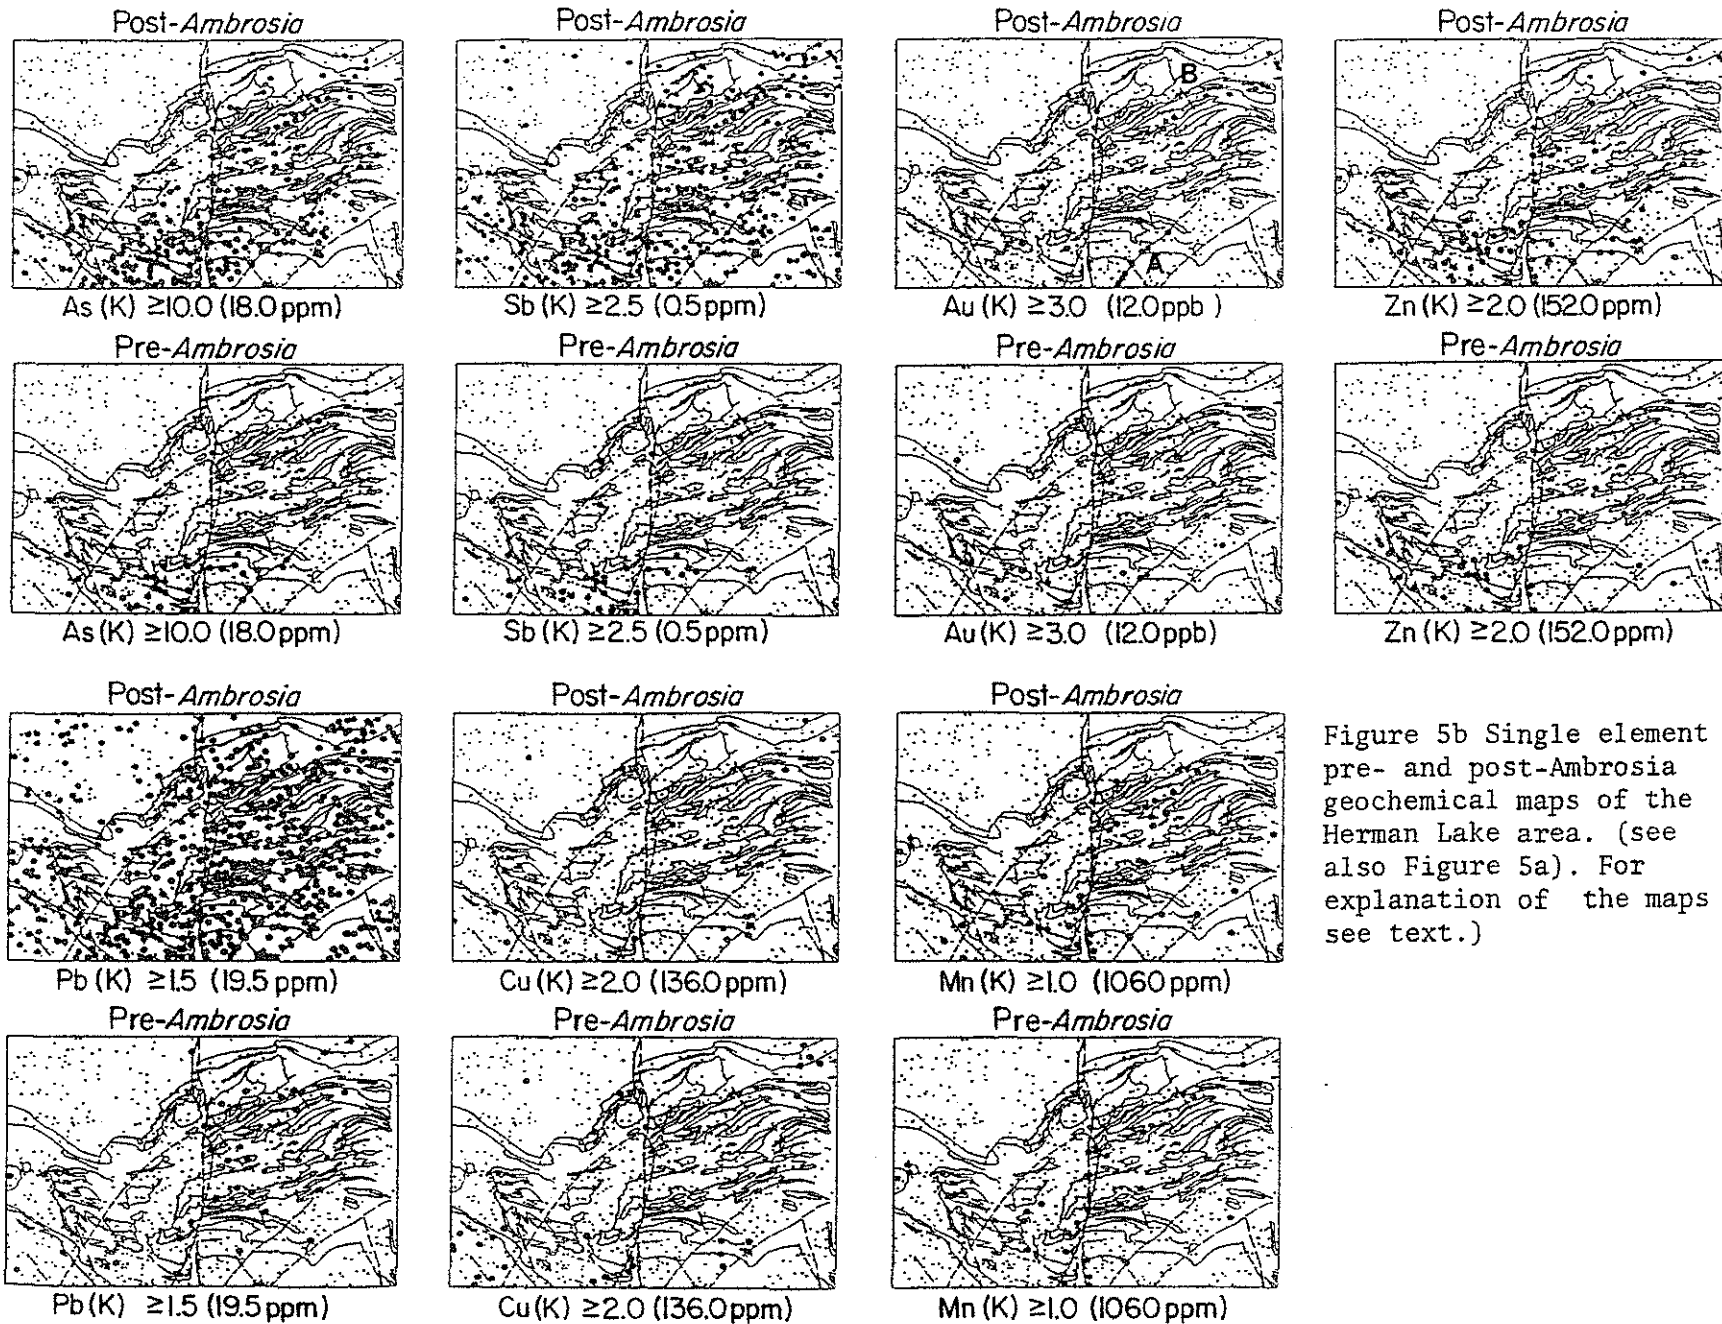 Post-Ambrosia
Post-Ambrosia
Post-Ambrosia
Post-Ambrosia
B
A
As (K) ≥10.0 (18.0 ppm)
Sb (K) ≥2.5 (0.5 ppm)
Au (K) ≥3.0 (12.0 ppb)
Zn (K) ≥2.0 (152.0 ppm)
Pre-Ambrosia
Pre-Ambrosia
Pre-Ambrosia
Pre-Ambrosia
As (K) ≥10.0 (18.0 ppm)
Sb (K) ≥2.5 (0.5 ppm)
Au (K) ≥3.0 (12.0 ppb)
Zn (K) ≥2.0 (152.0 ppm)
Post-Ambrosia
Post-Ambrosia
Post-Ambrosia
Pb (K) ≥1.5 (19.5 ppm)
Cu (K) ≥2.0 (136.0 ppm)
Mn (K) ≥1.0 (1060 ppm)
Figure 5b Single element
pre- and post-Ambrosia
geochemical maps of the
Herman Lake area. (see
also Figure 5a). For
explanation of the maps
see text.)
Pre-Ambrosia
Pre-Ambrosia
Pre-Ambrosia
Pb (K) ≥1.5 (19.5 ppm)
Cu (K) ≥2.0 (136.0 ppm)
Mn (K) ≥1.0 (1060 ppm)